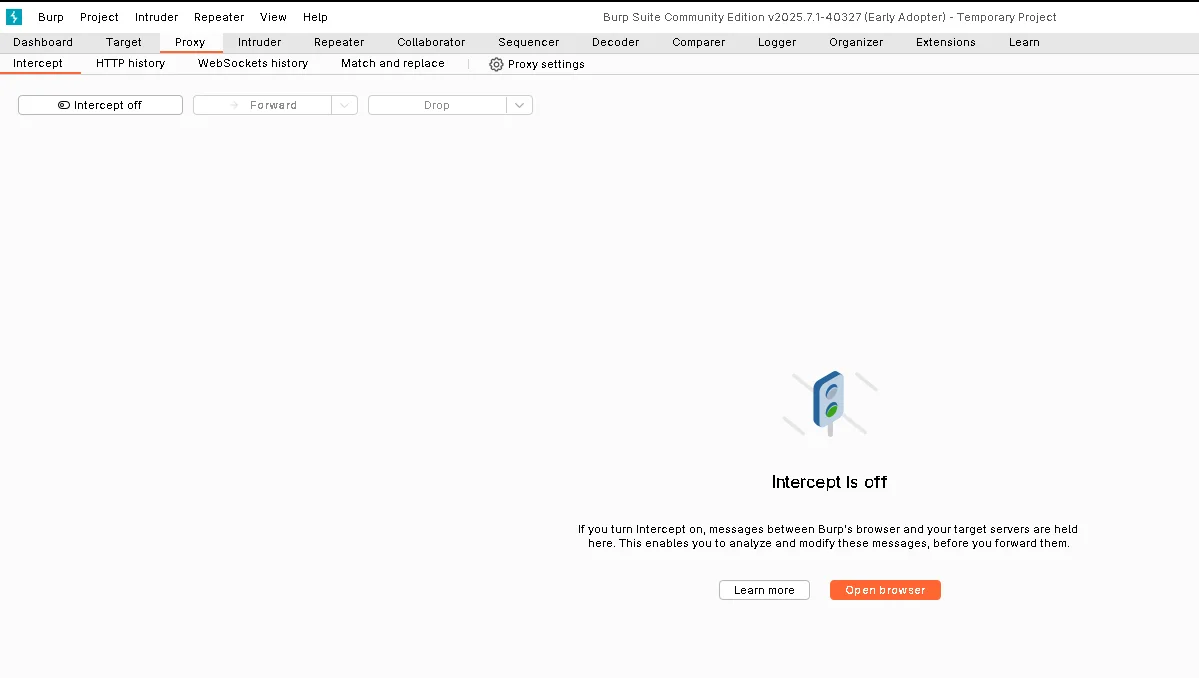 Burp Project Intruder Repeater View Help Burp Suite Community Edition v2025.7.1-40327 (Early Adopter) - Temporary Project
Dashboard Target Proxy Intruder Repeater Collaborator Sequencer Decoder Comparer Logger Organizer Extensions Learn
Intercept HTTP history WebSockets history Match and replace Proxy settings
Intercept off Forward Drop
Intercept is off
If you turn Intercept on, messages between Burp's browser and your target servers are held
here. This enables you to analyze and modify these messages, before you forward them.
Learn more Open browser